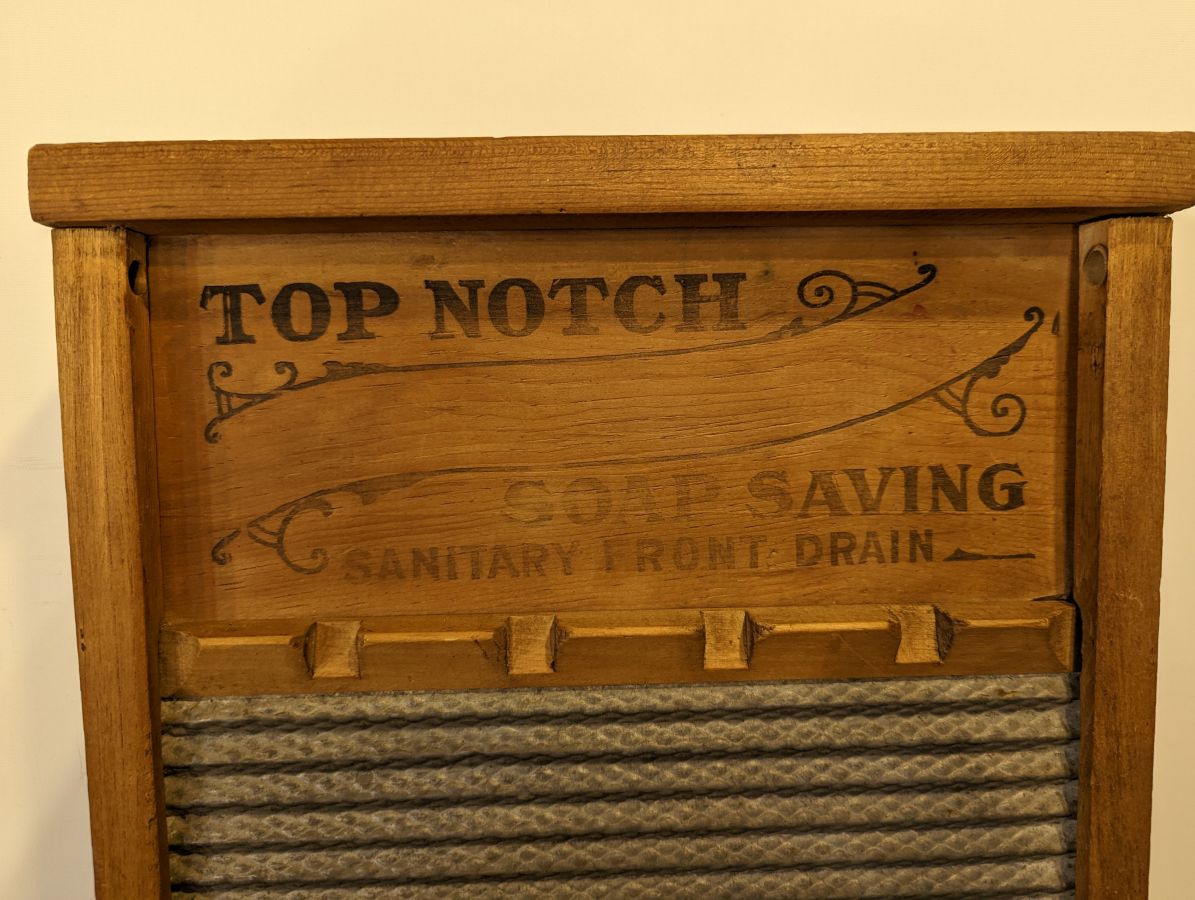 TOP NOTCH
SOAP SAVING
SANITARY FRONT DRAIN